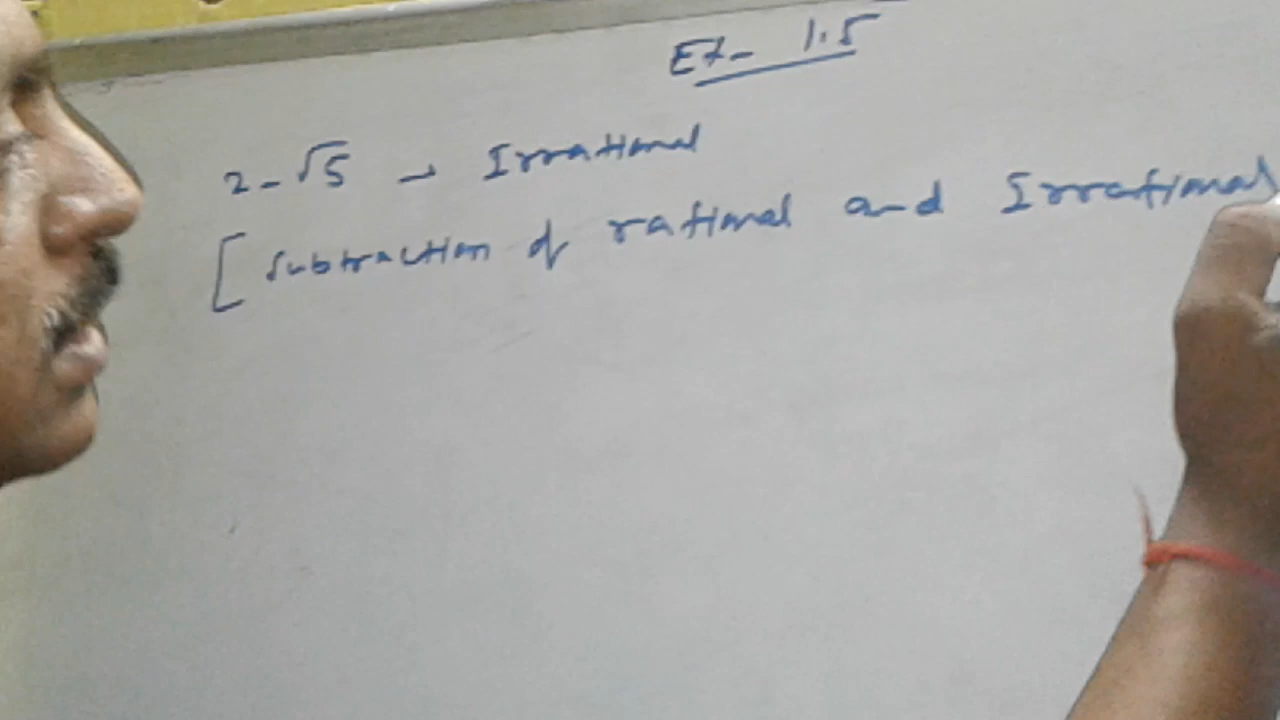 Ex- 1.5
2-√5 → Irrational
[ Subtraction of rational and Irrational